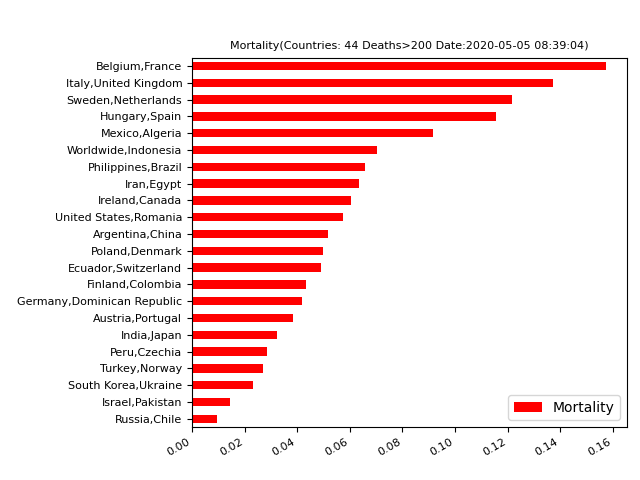 Mortality(Countries: 44 Deaths>200 Date:2020-05-05 08:39:04)
Belgium,France
Italy,United Kingdom
Sweden,Netherlands
Hungary,Spain
Mexico,Algeria
Worldwide,Indonesia
Philippines,Brazil
Iran,Egypt
Ireland,Canada
United States,Romania
Argentina,China
Poland,Denmark
Ecuador,Switzerland
Finland,Colombia
Germany,Dominican Republic
Austria,Portugal
India,Japan
Peru,Czechia
Turkey,Norway
South Korea,Ukraine
Israel,Pakistan
Russia,Chile
Mortality
0.00 0.02 0.04 0.06 0.08 0.10 0.12 0.14 0.16